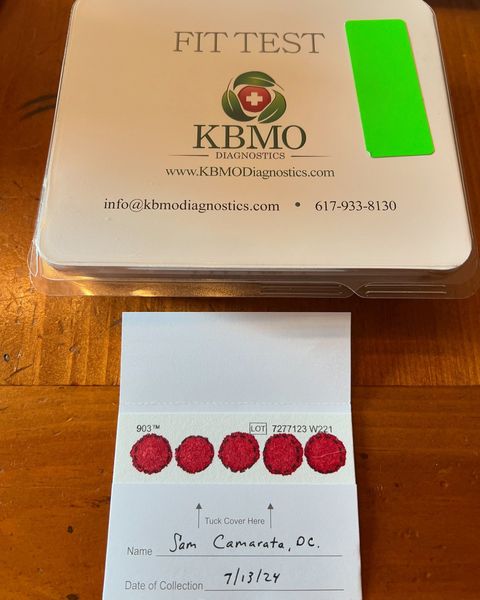 FIT TEST
KBMO
DIAGNOSTICS
www.KBMODiagnostics.com
info@kbmodiagnostics.com • 617-933-8130
903™ LOT 7277123 W221
Tuck Cover Here
Name Sam Camarata, DC.
Date of Collection 7/13/24